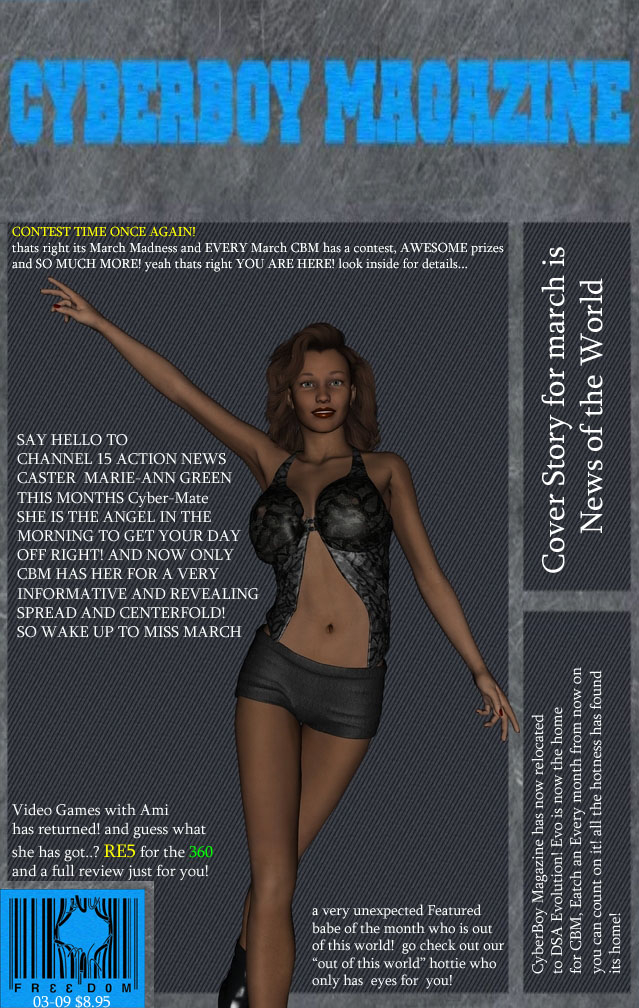 CYBERBOY MAGAZINE
CONTEST TIME ONCE AGAIN!
thats right its March Madness and EVERY March CBM has a contest, AWESOME prizes
and SO MUCH MORE! yeah thats right YOU ARE HERE! look inside for details...
Cover Story for march is
News of the World
SAY HELLO TO
CHANNEL 15 ACTION NEWS
CASTER MARIE-ANN GREEN
THIS MONTHS Cyber-Mate
SHE IS THE ANGEL IN THE
MORNING TO GET YOUR DAY
OFF RIGHT! AND NOW ONLY
CBM HAS HER FOR A VERY
INFORMATIVE AND REVEALING
SPREAD AND CENTERFOLD!
SO WAKE UP TO MISS MARCH
CyberBoy Magazine has now relocated
to DSA Evolution! Evo is now the home
for CBM, Eatch an Every month from now on
you can count on it! all the hotness has found
its home!
Video Games with Ami
has returned! and guess what
she has got..? RE5 for the 360
and a full review just for you!
a very unexpected Featured
babe of the month who is out
of this world! go check out our
“out of this world” hottie who
only has eyes for you!
FRƐƐDOM
03-09 $8.95